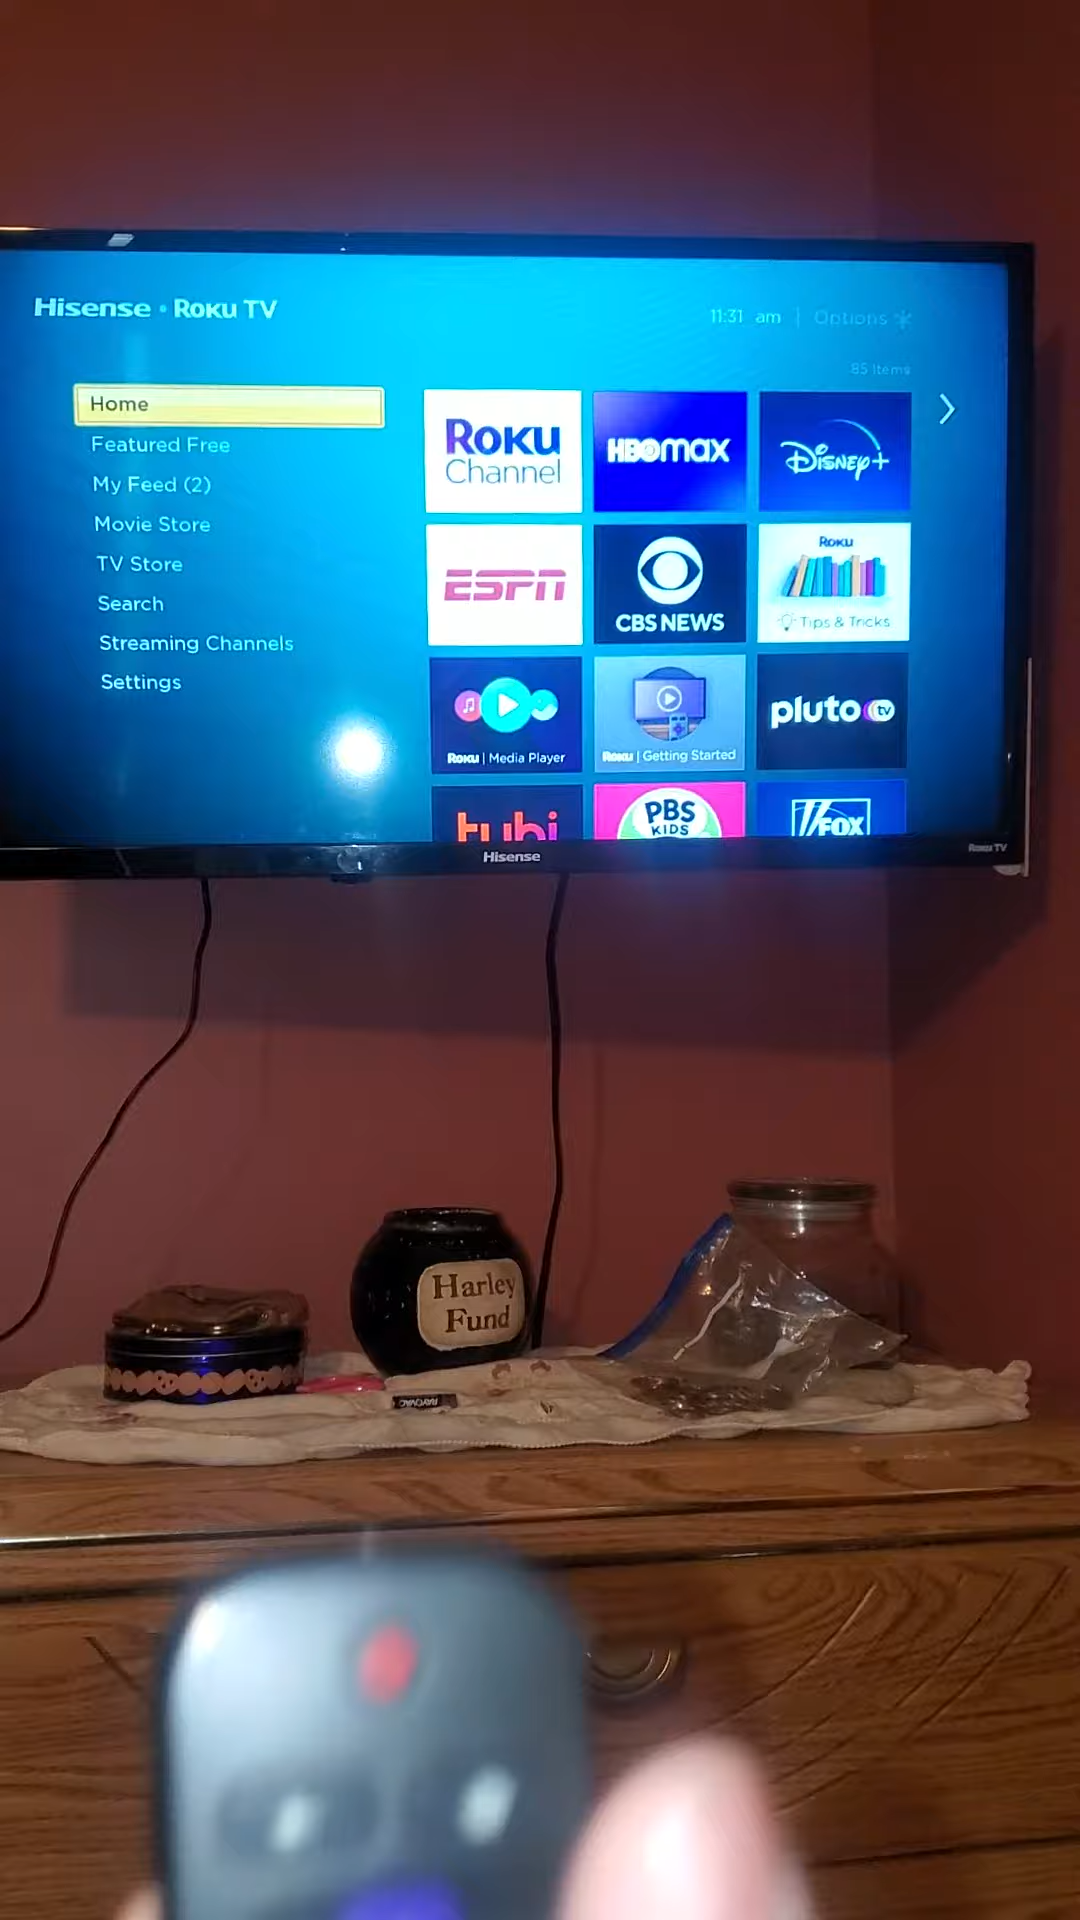 Hisense • Roku TV
11:31 am | Options
85 Items
Home
Featured Free
My Feed (2)
Movie Store
TV Store
Search
Streaming Channels
Settings
Roku
Channel
HBOmax
Disney+
ESPN
CBS NEWS
Roku
Tips & Tricks
Roku | Media Player
Roku | Getting Started
pluto tv
tubi
PBS
KIDS
FOX
Hisense
Roku TV
Harley
Fund
RAYOVAC